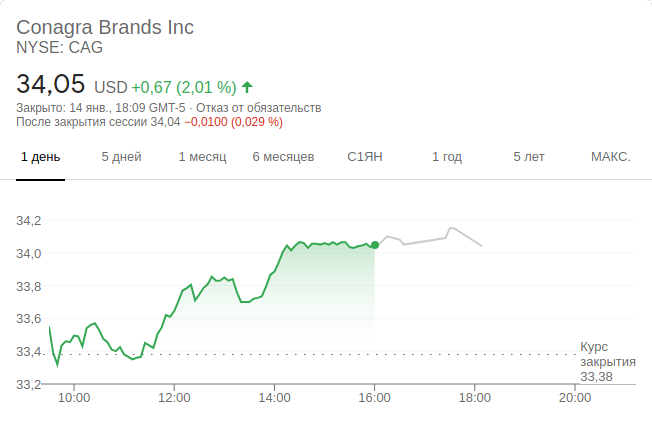 Conagra Brands Inc
NYSE: CAG
34,05 USD +0,67 (2,01 %)
Закрыто: 14 янв., 18:09 GMT-5 · Отказ от обязательств
После закрытия сессии 34,04 −0,0100 (0,029 %)
1 день 5 дней 1 месяц 6 месяцев С1ЯН 1 год 5 лет МАКС.
34,2
34,0
33,8
33,6
33,4
33,2
Курс
закрытия
33,38
10:00 12:00 14:00 16:00 18:00 20:00